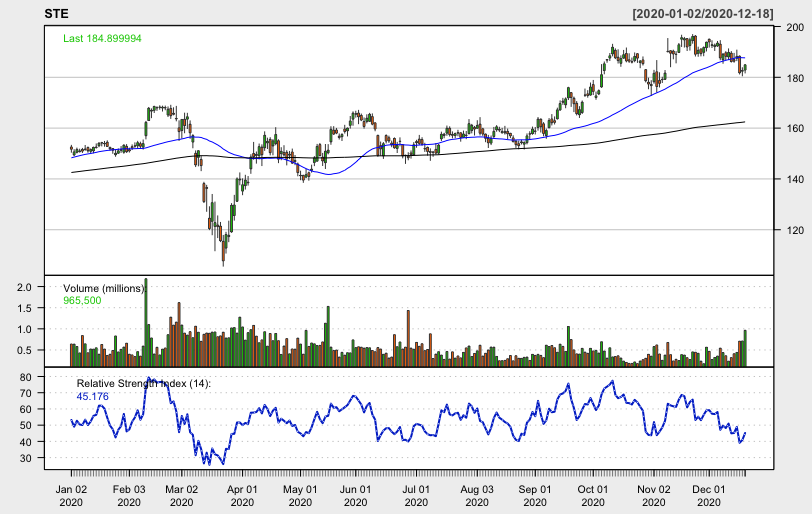 STE [2020-01-02/2020-12-18]
Last 184.899994
200
180
160
140
120
Volume (millions):
965,500
2.0
1.5
1.0
0.5
Relative Strength Index (14):
45.176
80
70
60
50
40
30
Jan 02 Feb 03 Mar 02 Apr 01 May 01 Jun 01 Jul 01 Aug 03 Sep 01 Oct 01 Nov 02 Dec 01
2020 2020 2020 2020 2020 2020 2020 2020 2020 2020 2020 2020